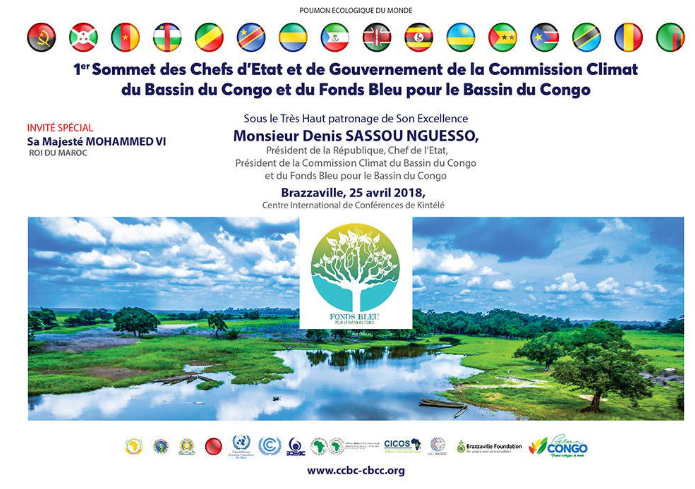 POUMON ECOLOGIQUE DU MONDE
1er Sommet des Chefs d'Etat et de Gouvernement de la Commission Climat
du Bassin du Congo et du Fonds Bleu pour le Bassin du Congo
INVITÉ SPÉCIAL
Sa Majesté MOHAMMED VI
ROI DU MAROC
Sous le Très Haut patronage de Son Excellence
Monsieur Denis SASSOU NGUESSO,
Président de la République, Chef de l'Etat,
Président de la Commission Climat du Bassin du Congo
et du Fonds Bleu pour le Bassin du Congo
Brazzaville, 25 avril 2018,
Centre International de Conférences de Kintélé
FONDS BLEU
CICOS
Brazzaville Foundation
CONGO
www.ccbc-cbcc.org